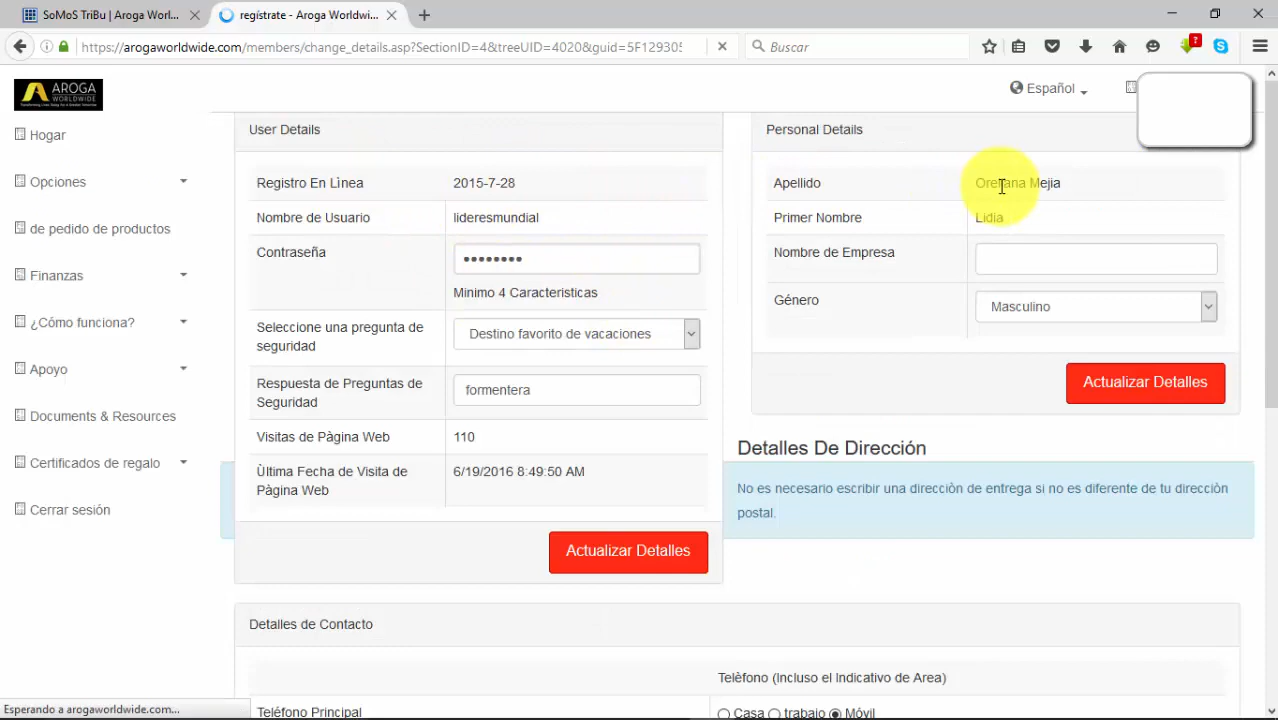 SoMoS TriBu | Aroga Worl...
regístrate - Aroga Worldwi...
https://arogaworldwide.com/members/change_details.asp?SectionID=4&treeUID=4020&guid=5F129305
Buscar
?
AROGA
WORLDWIDE
Español
Hogar
Opciones
de pedido de productos
Finanzas
¿Cómo funciona?
Apoyo
Documents & Resources
Certificados de regalo
Cerrar sesión
User Details
Registro En Lìnea
2015-7-28
Nombre de Usuario
lideresmundial
Contraseña
Minimo 4 Caracteristicas
Seleccione una pregunta de
seguridad
Destino favorito de vacaciones
Respuesta de Preguntas de
Seguridad
formentera
Visitas de Pàgina Web
110
Ùltima Fecha de Visita de
Pàgina Web
6/19/2016 8:49:50 AM
Actualizar Detalles
Personal Details
Apellido
Orellana Mejia
Primer Nombre
Lidia
Nombre de Empresa
Género
Masculino
Actualizar Detalles
Detalles De Dirección
No es necesario escribir una direcciòn de entrega si no es diferente de tu direcciòn
postal.
Detalles de Contacto
Telèfono (Incluso el Indicativo de Area)
Teléfono Principal
Casa trabajo Móvil
Esperando a arogaworldwide.com...